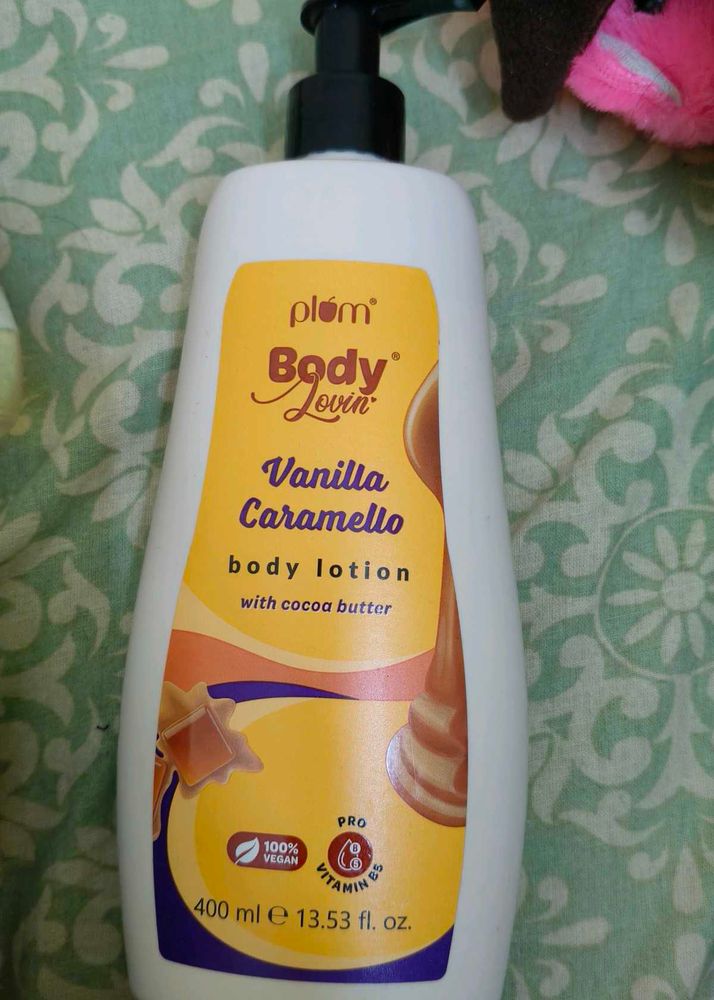 plum®
Body®
Lovin'
Vanilla
Caramello
body lotion
with cocoa butter
100%
VEGAN
PRO
B
5
VITAMIN B5
400 ml ℮ 13.53 fl. oz.